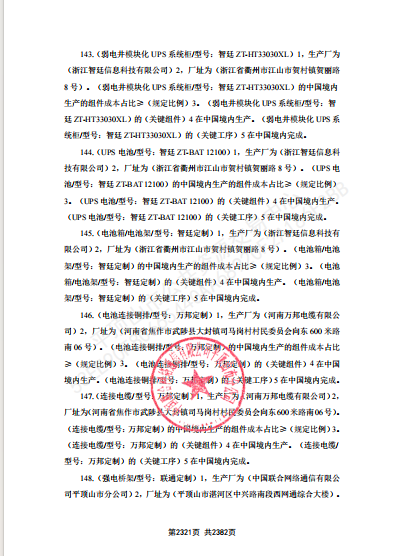 143.（弱电井模块化 UPS 系统柜/型号：智廷 ZT-HT33030XL）1，生产厂为
（浙江智廷信息科技有限公司）2，厂址为（浙江省衢州市江山市贺村镇贺丽路
8 号）。（弱电井模块化 UPS 系统柜/型号：智廷 ZT-HT33030XL）的中国境内
生产的组件成本占比≥（规定比例）3。（弱电井模块化 UPS 系统柜/型号：智
廷 ZT-HT33030XL）的（关键组件）4 在中国境内生产。（弱电井模块化 UPS 系
统柜/型号：智廷 ZT-HT33030XL）的（关键工序）5 在中国境内完成。
144.（UPS 电池/型号：智廷 ZT-BAT 12100）1，生产厂为（浙江智廷信息科
技有限公司）2，厂址为（浙江省衢州市江山市贺村镇贺丽路 8 号）。（UPS 电
池/型号：智廷 ZT-BAT 12100）的中国境内生产的组件成本占比≥（规定比例）
3。（UPS 电池/型号：智廷 ZT-BAT 12100）的（关键组件）4 在中国境内生产。
（UPS 电池/型号：智廷 ZT-BAT 12100）的（关键工序）5 在中国境内完成。
145.（电池箱/电池架/型号：智廷定制）1，生产厂为（浙江智廷信息科技有
限公司）2，厂址为（浙江省衢州市江山市贺村镇贺丽路 8 号）。（电池箱/电池
架/型号：智廷定制）的中国境内生产的组件成本占比≥（规定比例）3。（电池
箱/电池架/型号：智廷定制）的（关键组件）4 在中国境内生产。（电池箱/电池
架/型号：智廷定制）的（关键工序）5 在中国境内完成。
146.（电池连接铜排/型号：万邦定制）1，生产厂为（河南万邦电缆有限公
司）2，厂址为（河南省焦作市武陟县大封镇司马岗村村民委员会向东 600 米路
南 06 号）。（电池连接铜排/型号：万邦定制）的中国境内生产的组件成本占比
≥（规定比例）3。（电池连接铜排/型号：万邦定制）的（关键组件）4 在中国境
内生产。（电池连接铜排/型号：万邦定制）的（关键工序）5 在中国境内完成。
147.（连接电缆/型号：万邦定制）1，生产厂为（河南万邦电缆有限公司）2，
厂址为（河南省焦作市武陟县大封镇司马岗村村民委员会向东 600 米路南 06 号）。
（连接电缆/型号：万邦定制）的中国境内生产的组件成本占比≥（规定比例）3。
（连接电缆/型号：万邦定制）的（关键组件）4 在中国境内生产。（连接电缆/
型号：万邦定制）的（关键工序）5 在中国境内完成。
148.（强电桥架/型号：联通定制）1，生产厂为（中国联合网络通信有限公
司平顶山市分公司）2，厂址为（平顶山市湛河区中兴路南段西网通综合大楼）。
第2321页 共2382页